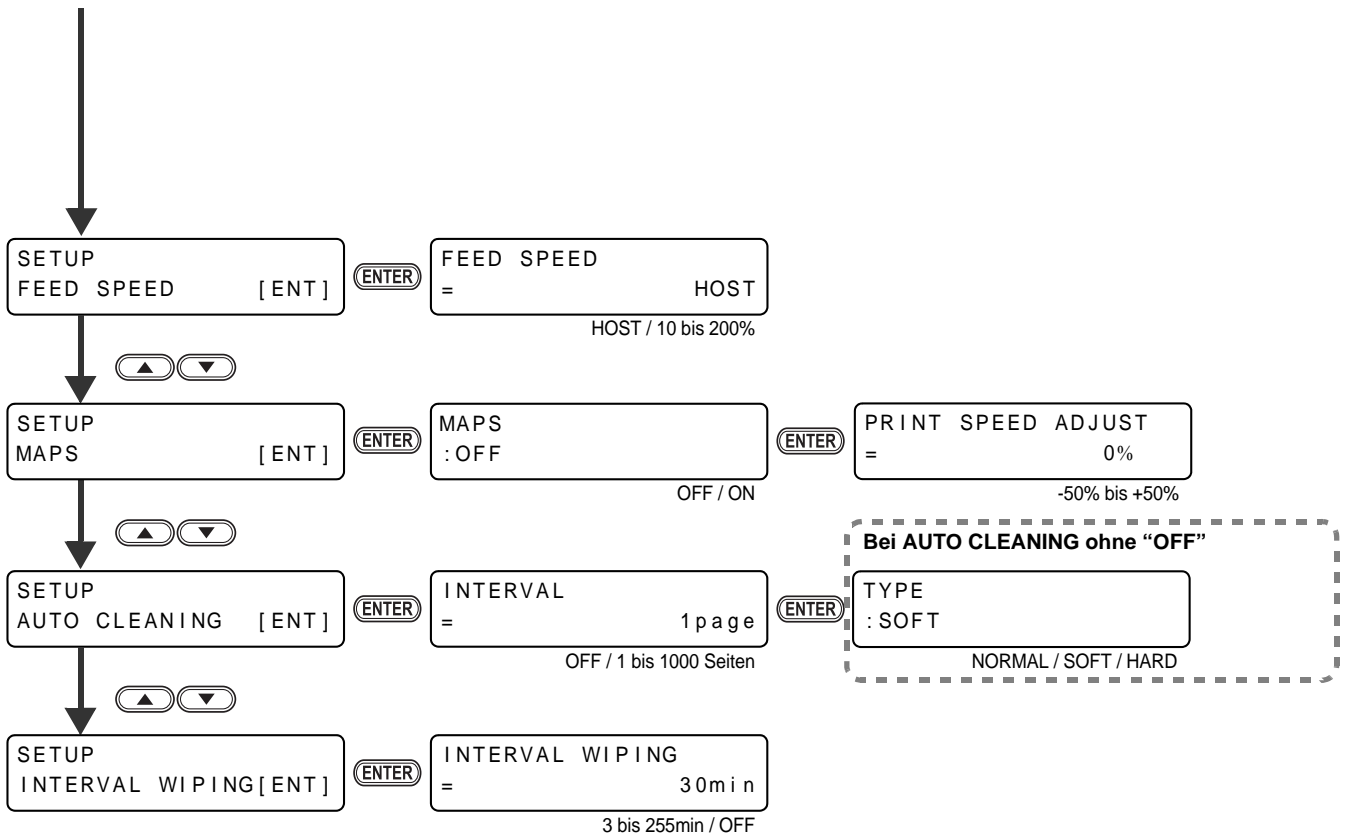 SETUP
FEED SPEED [ENT]
ENTER
FEED SPEED
= HOST
HOST / 10 bis 200%
SETUP
MAPS [ENT]
ENTER
MAPS
:OFF
OFF / ON
ENTER
PRINT SPEED ADJUST
= 0%
-50% bis +50%
SETUP
AUTO CLEANING [ENT]
ENTER
INTERVAL
= 1page
OFF / 1 bis 1000 Seiten
ENTER
Bei AUTO CLEANING ohne “OFF”
TYPE
:SOFT
NORMAL / SOFT / HARD
SETUP
INTERVAL WIPING[ENT]
ENTER
INTERVAL WIPING
= 30min
3 bis 255min / OFF